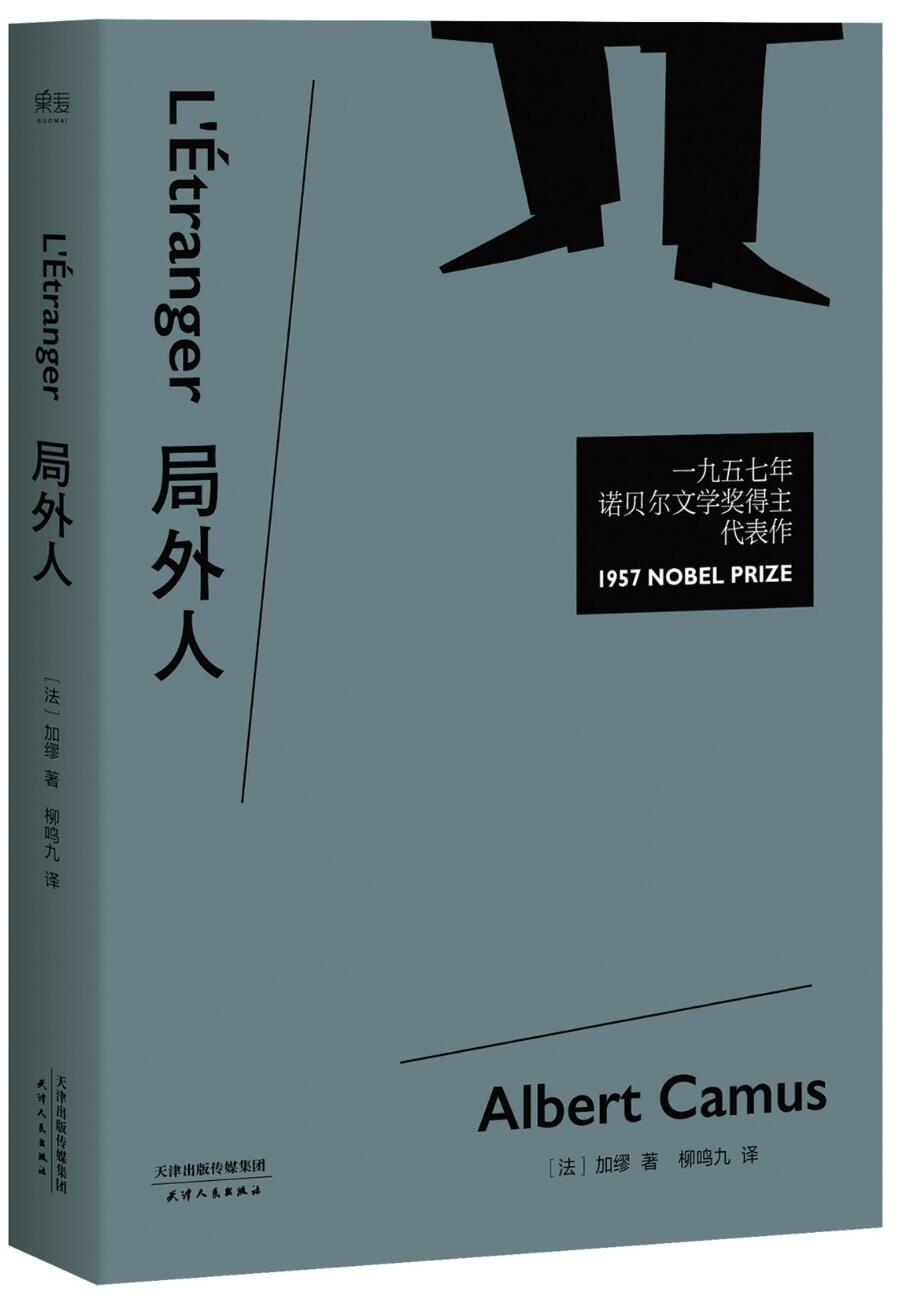 果麦
GUOMAI
L'Étranger
局外人
[法]加缪 著 柳鸣九 译
天津出版传媒集团
天津人民出版社
L'Étranger 局外人
一九五七年
诺贝尔文学奖得主
代表作
1957 NOBEL PRIZE
Albert Camus
[法]加缪 著 柳鸣九 译
天津出版传媒集团
天津人民出版社